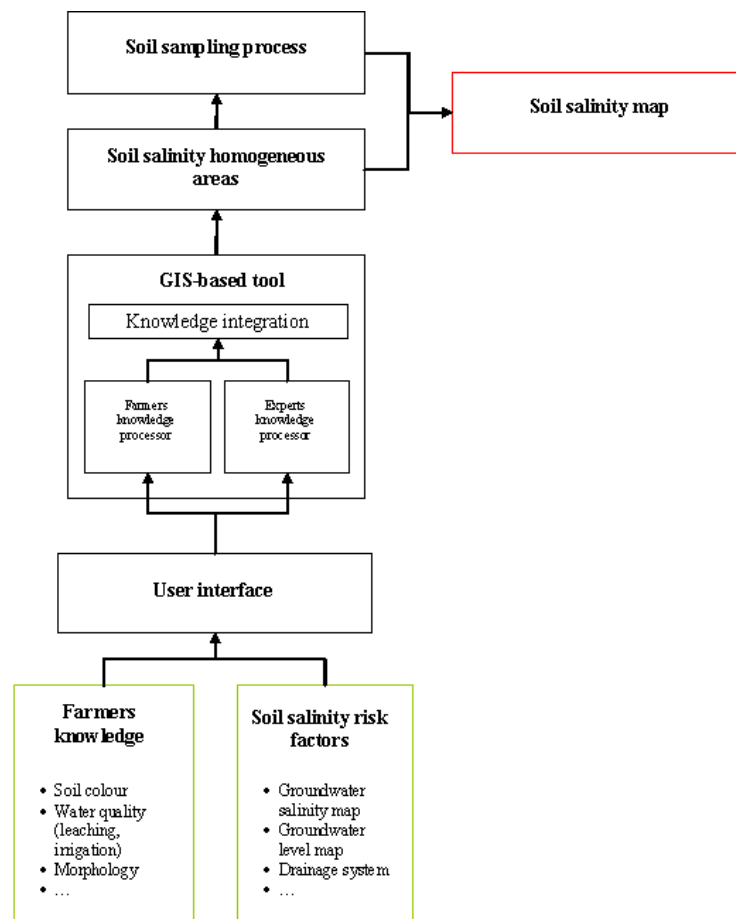 Soil sampling process
Soil salinity map
Soil salinity homogeneous
areas
GIS-based tool
Knowledge integration
Farmers
knowledge
processor
Experts
knowledge
processor
User interface
Farmers
knowledge
• Soil colour
• Water quality
(leaching,
irrigation)
• Morphology
• …
Soil salinity risk
factors
• Groundwater
salinity map
• Groundwater
level map
• Drainage system
• …